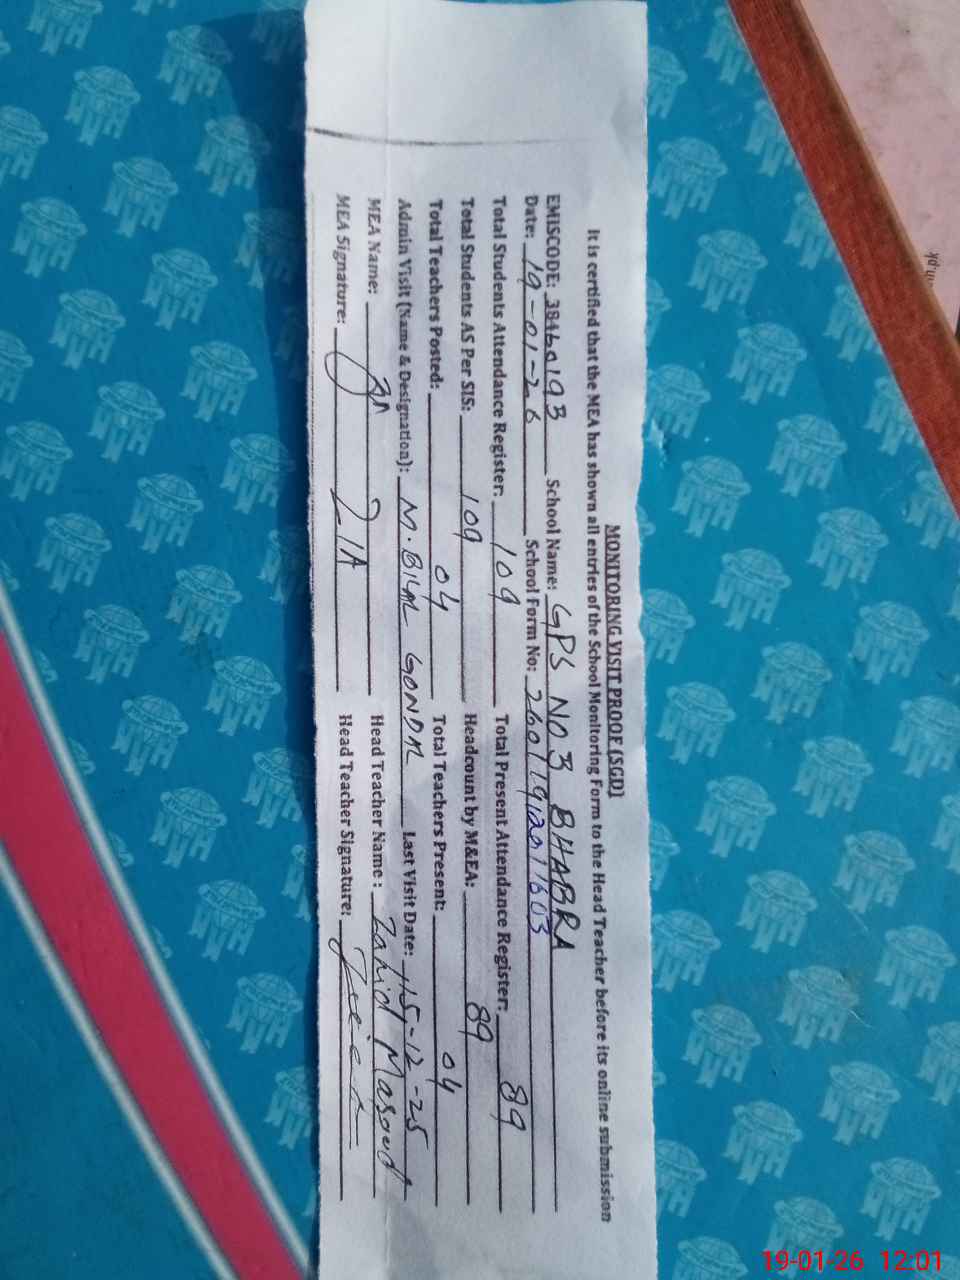 MONITORING VISIT PROOF (SGD)
It is certified that the MEA has shown all entries of the School Monitoring Form to the Head Teacher before its online submission
EMISCODE: 38460193 School Name: GPS NO 3 BHABRA
Date: 19-01-26 School Form No:
Total Students Attendance Register: 109 Total Present Attendance Register: 89
Total Students AS Per SIS: 109 Headcount by M&EA: 89
Total Teachers Posted: 04 Total Teachers Present: 04
Admin Visit (Name & Designation): M. BILAL GONDAL Last Visit Date: 15-12-25
MEA Name: Head Teacher Name: Zahid Masoud
MEA Signature: Head Teacher Signature:
19-01-26 12:01